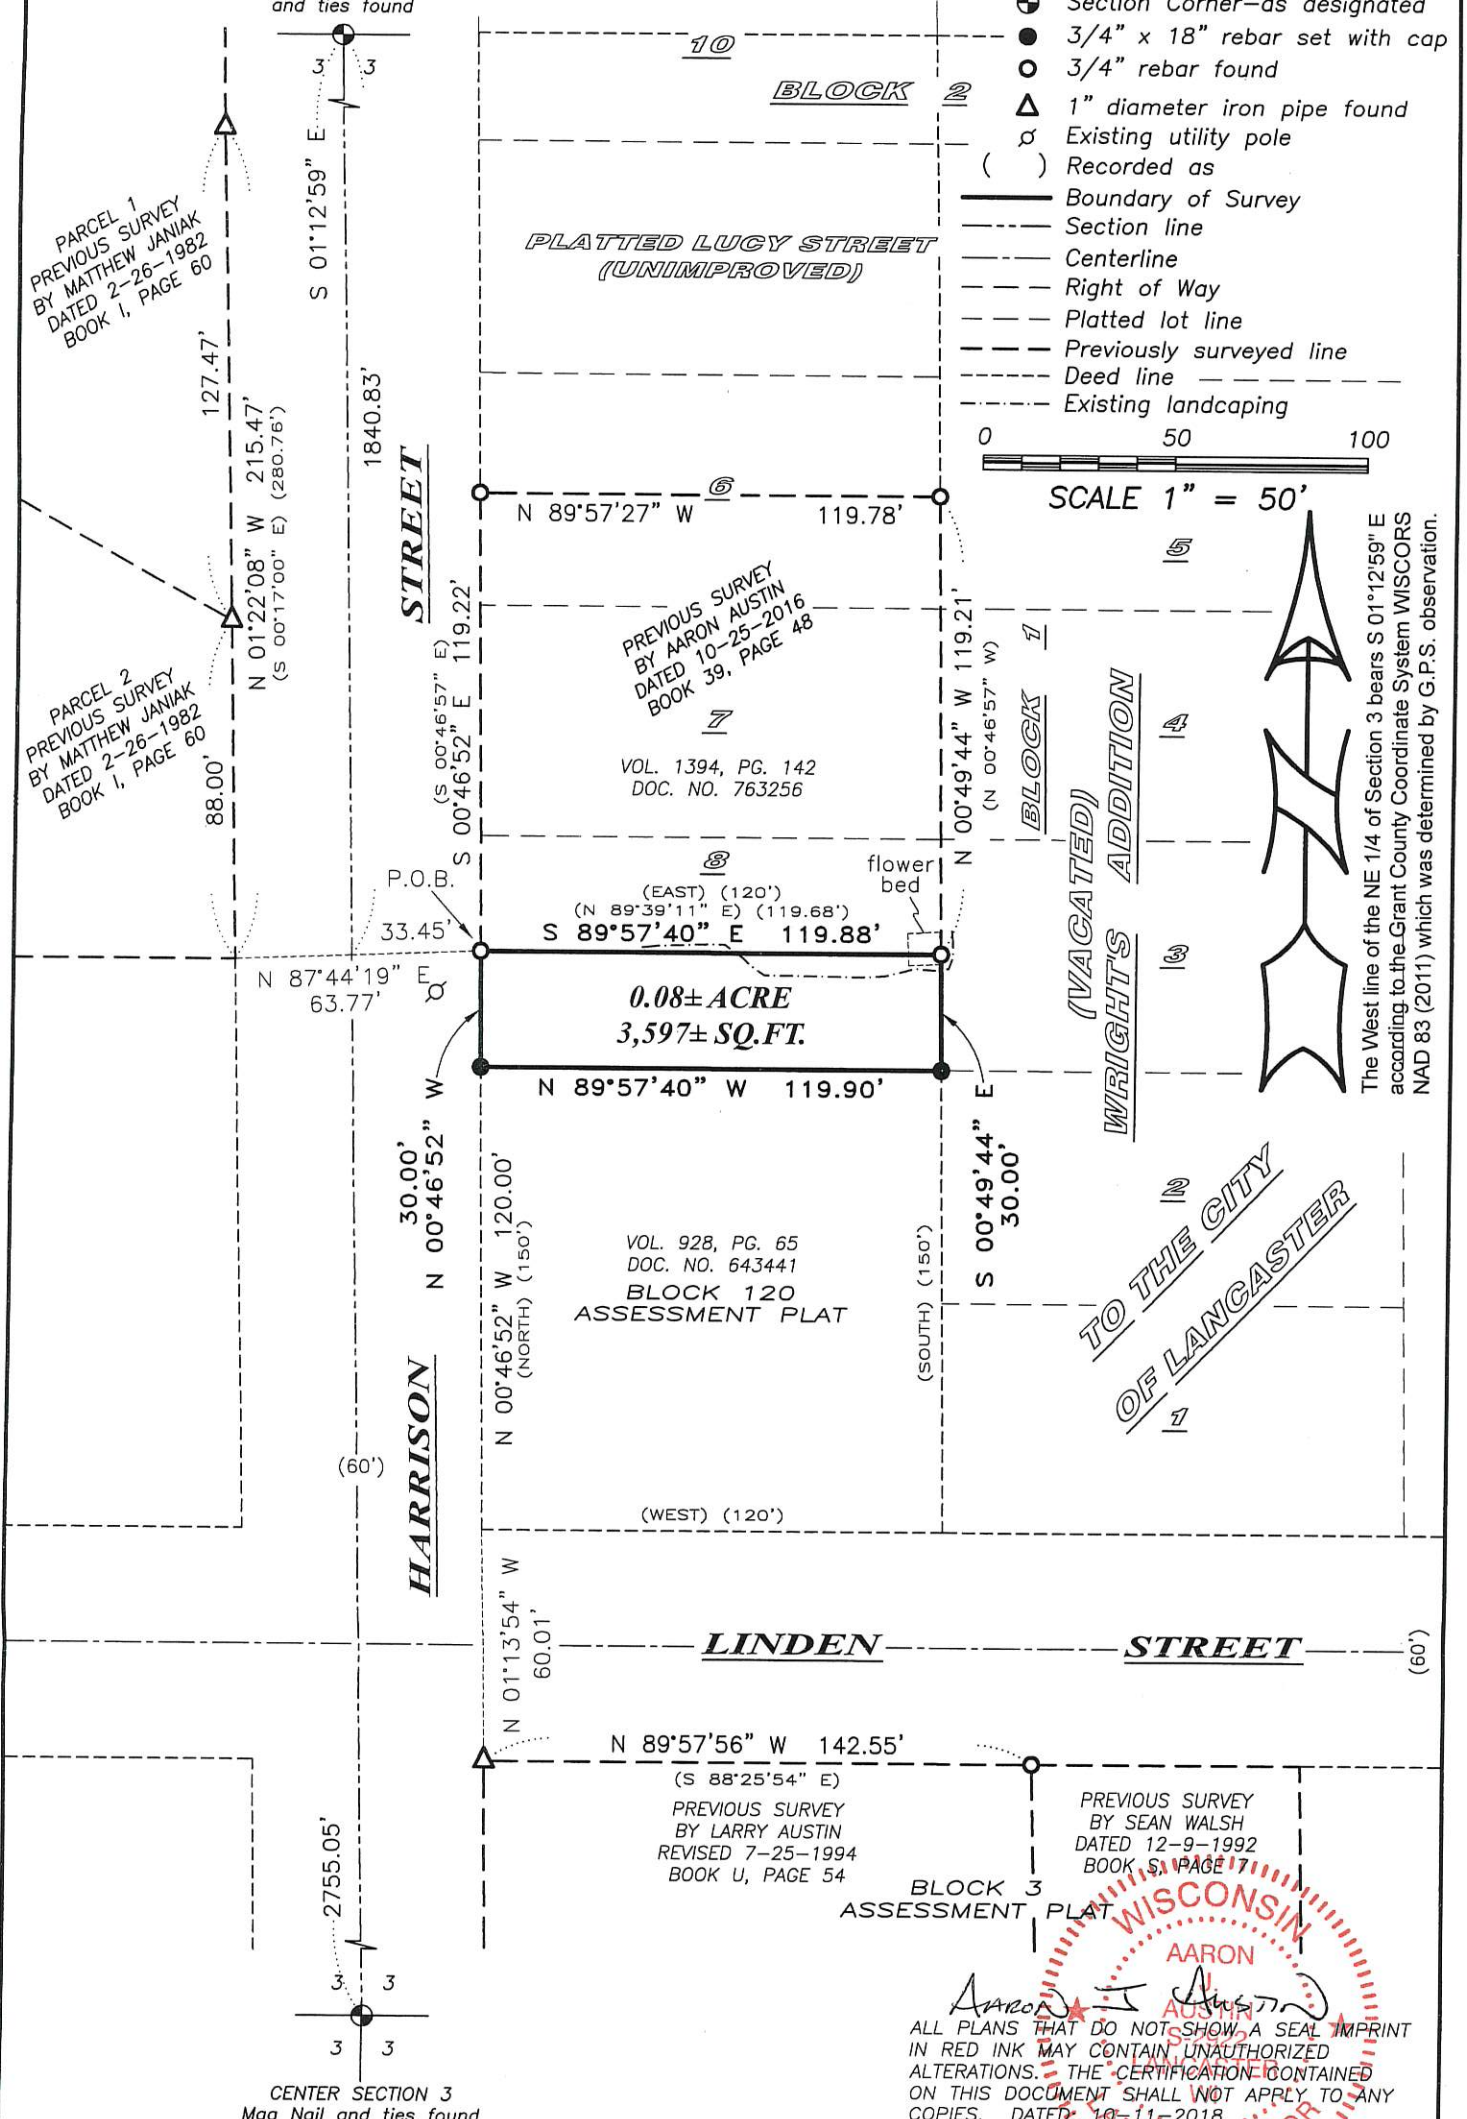 and ties found
3 3
S 01°12'59" E
1840.83'
Section Corner—as designated
3/4" x 18" rebar set with cap
3/4" rebar found
1" diameter iron pipe found
Existing utility pole
( ) Recorded as
Boundary of Survey
Section line
Centerline
Right of Way
Platted lot line
Previously surveyed line
Deed line
Existing landcaping
0 50 100
SCALE 1" = 50'
10
BLOCK 2
PLATTED LUCY STREET
(UNIMPROVED)
PARCEL 1
PREVIOUS SURVEY
BY MATTHEW JANIAK
DATED 2-26-1982
BOOK I, PAGE 60
127.47'
N 01°22'08" W 215.47'
(S 00°17'00" E) (280.76')
PARCEL 2
PREVIOUS SURVEY
BY MATTHEW JANIAK
DATED 2-26-1982
BOOK I, PAGE 60
88.00'
STREET
6
N 89°57'27" W 119.78'
(S 00°46'57" E)
S 00°46'52" E 119.22'
PREVIOUS SURVEY
BY AARON AUSTIN
DATED 10-25-2016
BOOK 39, PAGE 48
7
VOL. 1394, PG. 142
DOC. NO. 763256
N 00°49'44" W 119.21'
(N 00°46'57" W)
8
flower
bed
(EAST) (120')
(N 89°39'11" E) (119.68')
S 89°57'40" E 119.88'
P.O.B.
33.45'
N 87°44'19" E
63.77'
0.08± ACRE
3,597± SQ.FT.
N 89°57'40" W 119.90'
30.00'
N 00°46'52" W
S 00°49'44" E
30.00'
5
4
3
2
1
BLOCK 1
(VACATED)
WRIGHT'S ADDITION
TO THE CITY
OF LANCASTER
The West line of the NE 1/4 of Section 3 bears S 01°12'59" E
according to the Grant County Coordinate System WISCORS
NAD 83 (2011) which was determined by G.P.S. observation.
N 00°46'52" W 120.00'
(NORTH) (150')
VOL. 928, PG. 65
DOC. NO. 643441
BLOCK 120
ASSESSMENT PLAT
(SOUTH) (150')
HARRISON
(60')
(WEST) (120')
N 01°13'54" W
60.01'
LINDEN STREET
(60')
N 89°57'56" W 142.55'
(S 88°25'54" E)
PREVIOUS SURVEY
BY LARRY AUSTIN
REVISED 7-25-1994
BOOK U, PAGE 54
PREVIOUS SURVEY
BY SEAN WALSH
DATED 12-9-1992
BOOK S, PAGE 7
BLOCK 3
ASSESSMENT PLAT
2755.05'
3 3
3 3
CENTER SECTION 3
Mag Nail and ties found
WISCONSIN
AARON
J.
AUSTIN
S-2922
LANCASTER
WI
Aaron J Austin
ALL PLANS THAT DO NOT SHOW A SEAL IMPRINT
IN RED INK MAY CONTAIN UNAUTHORIZED
ALTERATIONS. THE CERTIFICATION CONTAINED
ON THIS DOCUMENT SHALL NOT APPLY TO ANY
COPIES. DATED: 10-11-2018